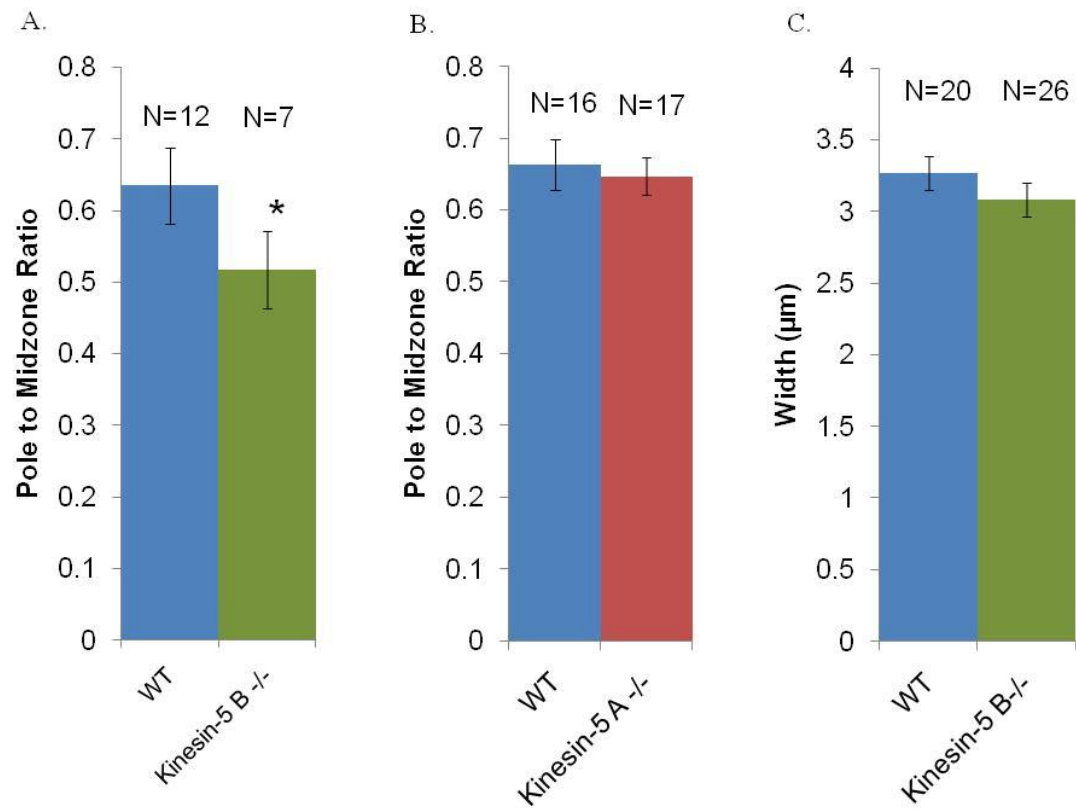 A.
Pole to Midzone Ratio
0.8
0.7
0.6
0.5
0.4
0.3
0.2
0.1
0
N=12 N=7
*
WT
Kinesin-5 B -/-
B.
Pole to Midzone Ratio
0.8
0.7
0.6
0.5
0.4
0.3
0.2
0.1
0
N=16 N=17
WT
Kinesin-5 A -/-
C.
Width (µm)
4
3.5
3
2.5
2
1.5
1
0.5
0
N=20 N=26
WT
Kinesin-5 B-/-